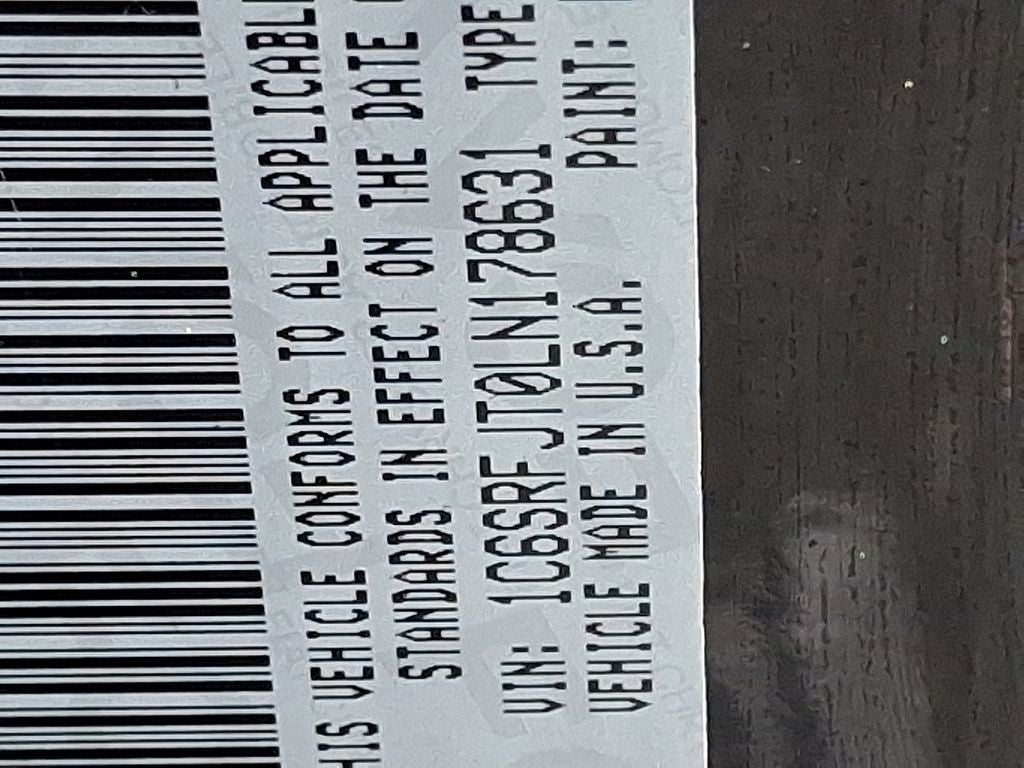 HIS VEHICLE CONFORMS TO ALL APPLICABL
STANDARDS IN EFFECT ON THE DATE
VIN: 1C6SRFJT0LN178631 TYPE
VEHICLE MADE IN U.S.A. PAINT: